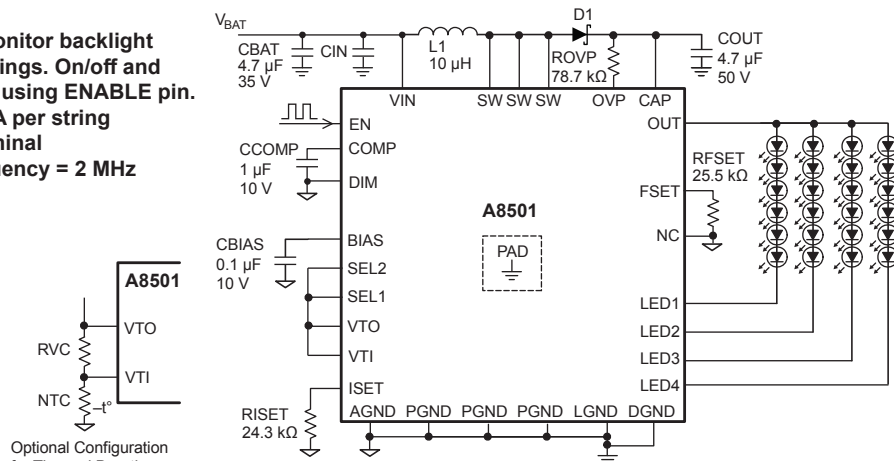 onitor backlight
ings. On/off and
using ENABLE pin.
A per string
minal
uency = 2 MHz
VBAT
CBAT
4.7 µF
35 V
CIN
L1
10 µH
D1
ROVP
78.7 kΩ
COUT
4.7 µF
50 V
VIN
SW SW SW
OVP
CAP
EN
COMP
DIM
BIAS
SEL2
SEL1
VTO
VTI
ISET
CCOMP
1 µF
10 V
CBIAS
0.1 µF
10 V
RISET
24.3 kΩ
A8501
PAD
OUT
FSET
NC
LED1
LED2
LED3
LED4
RFSET
25.5 kΩ
AGND PGND PGND PGND LGND DGND
A8501
VTO
VTI
RVC
NTC
–t°
Optional Configuration